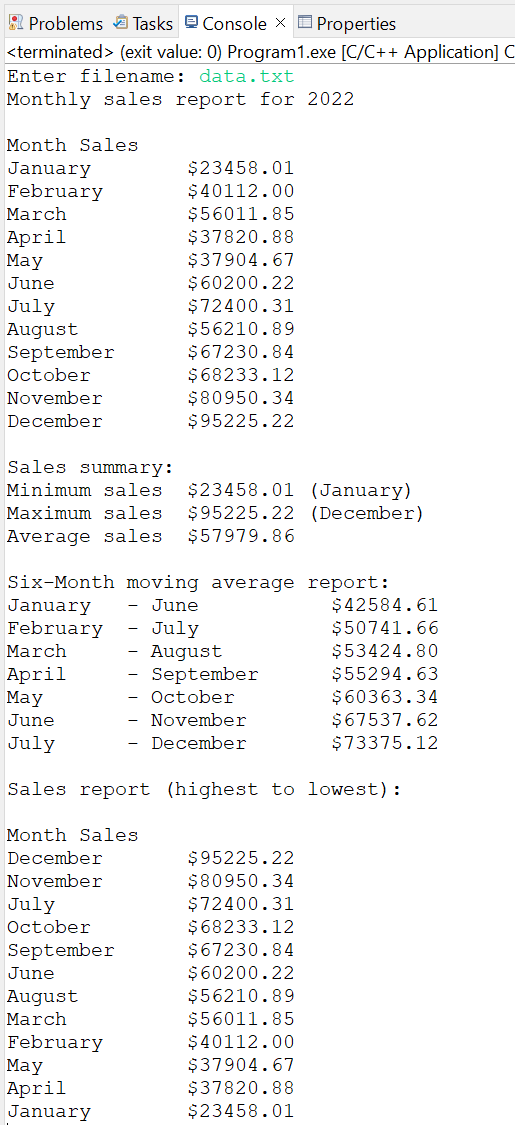 Problems Tasks Console × Properties
<terminated> (exit value: 0) Program1.exe [C/C++ Application] C
Enter filename: data.txt
Monthly sales report for 2022

Month Sales
January        $23458.01
February       $40112.00
March          $56011.85
April          $37820.88
May            $37904.67
June           $60200.22
July           $72400.31
August         $56210.89
September      $67230.84
October        $68233.12
November       $80950.34
December       $95225.22

Sales summary:
Minimum sales  $23458.01 (January)
Maximum sales  $95225.22 (December)
Average sales  $57979.86

Six-Month moving average report:
January   - June           $42584.61
February  - July           $50741.66
March     - August         $53424.80
April     - September      $55294.63
May       - October        $60363.34
June      - November       $67537.62
July      - December       $73375.12

Sales report (highest to lowest):

Month Sales
December       $95225.22
November       $80950.34
July           $72400.31
October        $68233.12
September      $67230.84
June           $60200.22
August         $56210.89
March          $56011.85
February       $40112.00
May            $37904.67
April          $37820.88
January        $23458.01